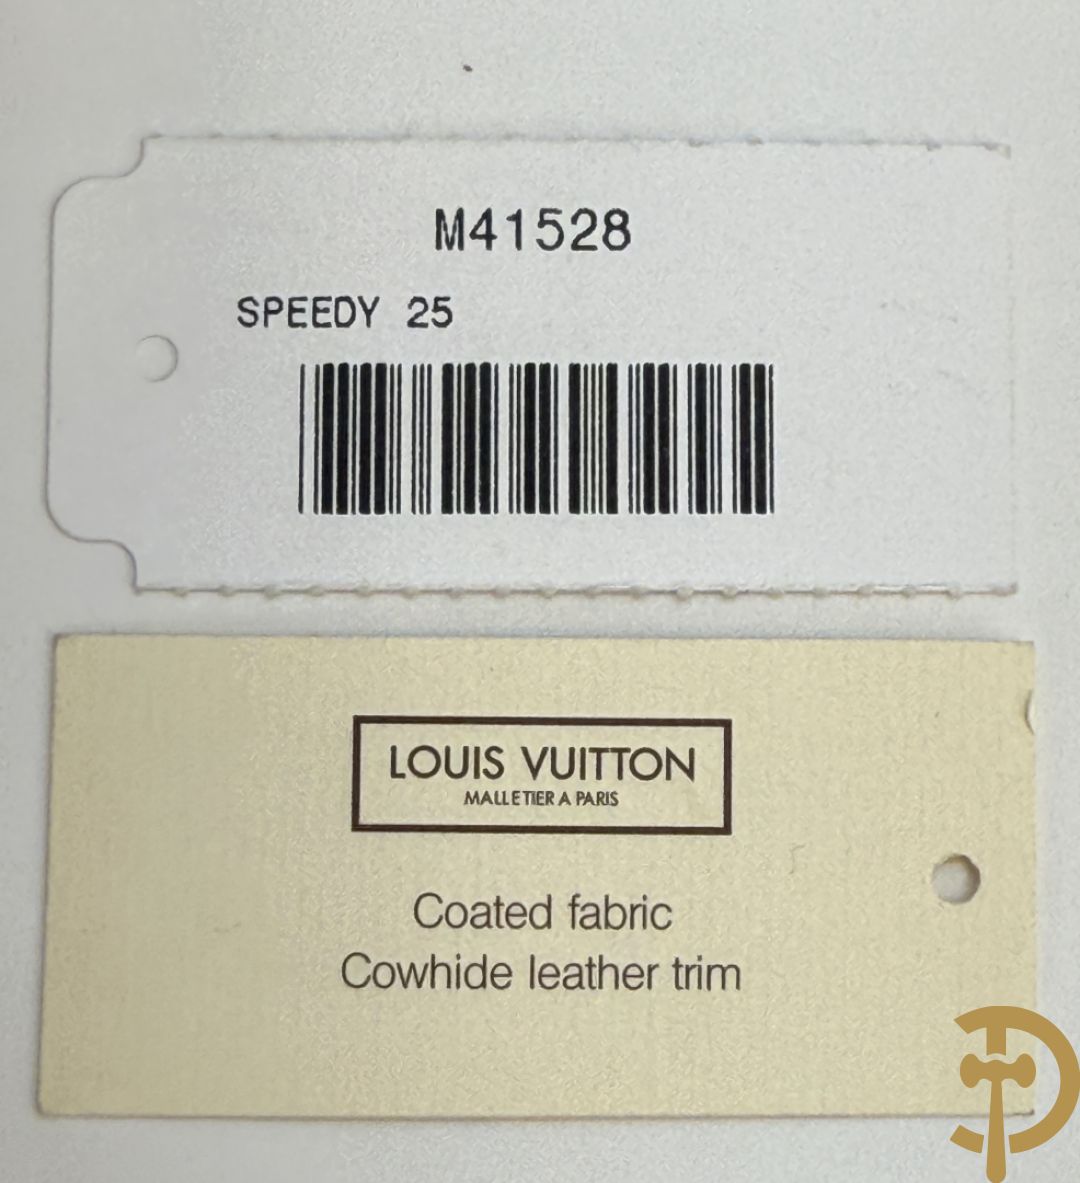 M41528
SPEEDY 25
LOUIS VUITTON
MALLETIER A PARIS
Coated fabric
Cowhide leather trim